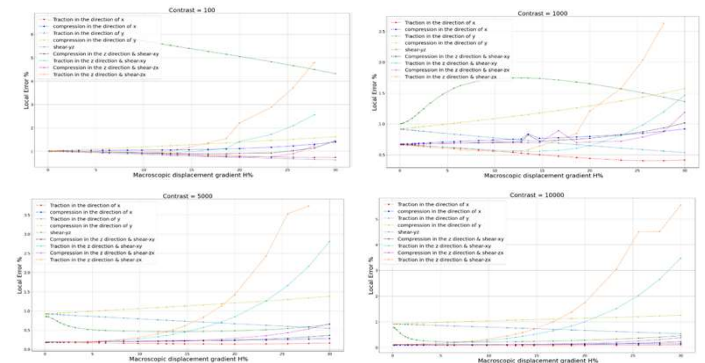 Contrast = 100
Traction in the direction of x
compression in the direction of x
Traction in the direction of y
compression in the direction of y
shear-yz
Compression in the z direction & shear-xy
Traction in the z direction & shear-xy
Compression in the z direction & shear-zx
Traction in the z direction & shear-zx
Local Error %
Macroscopic displacement gradient H%
Contrast = 1000
Traction in the direction of x
compression in the direction of x
Traction in the direction of y
compression in the direction of y
shear-yz
Compression in the z direction & shear-xy
Traction in the z direction & shear-xy
Compression in the z direction & shear-zx
Traction in the z direction & shear-zx
Local Error %
Macroscopic displacement gradient H%
Contrast = 5000
Traction in the direction of x
compression in the direction of x
Traction in the direction of y
compression in the direction of y
shear-yz
Compression in the z direction & shear-xy
Traction in the z direction & shear-xy
Compression in the z direction & shear-zx
Traction in the z direction & shear-zx
Local Error %
Macroscopic displacement gradient H%
Contrast = 10000
Traction in the direction of x
compression in the direction of x
Traction in the direction of y
compression in the direction of y
shear-yz
Compression in the z direction & shear-xy
Traction in the z direction & shear-xy
Compression in the z direction & shear-zx
Traction in the z direction & shear-zx
Local Error %
Macroscopic displacement gradient H%